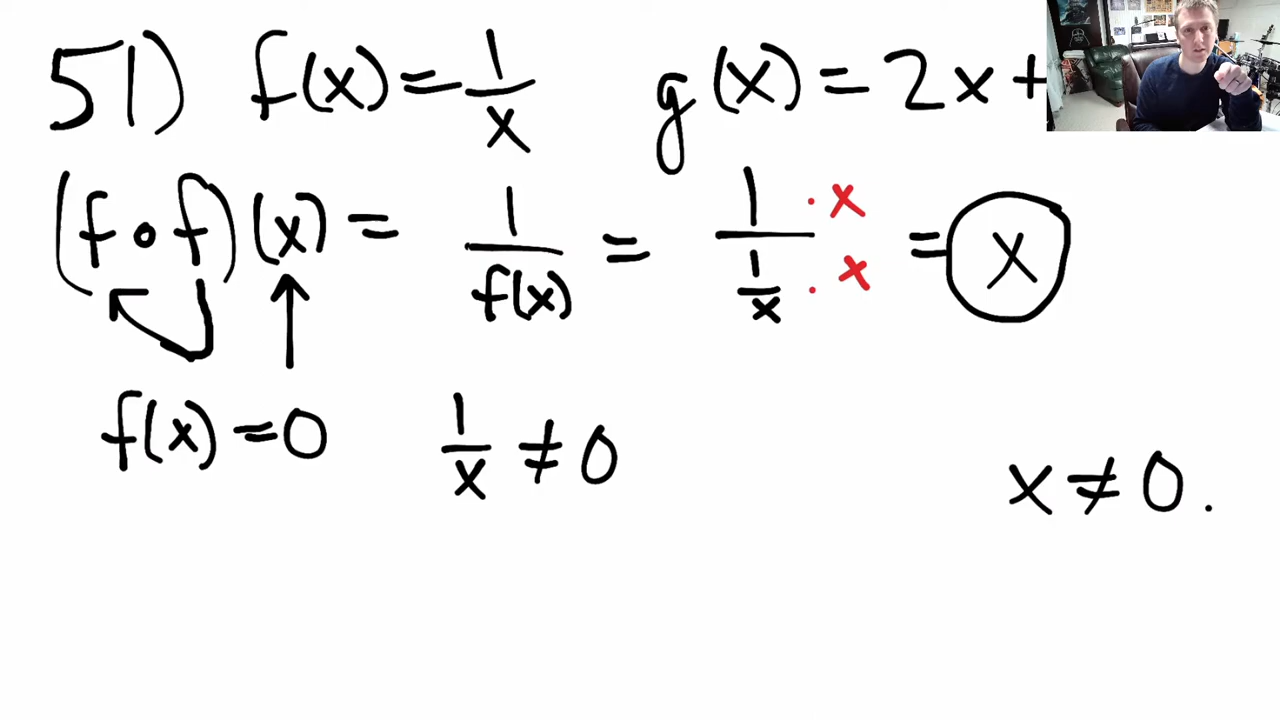 51) f(x) = 1/x g(x) = 2x +
(f∘f)(x) = 1/f(x) = 1 · x / 1/x · x = x
f(x) = 0 1/x ≠ 0 x ≠ 0.